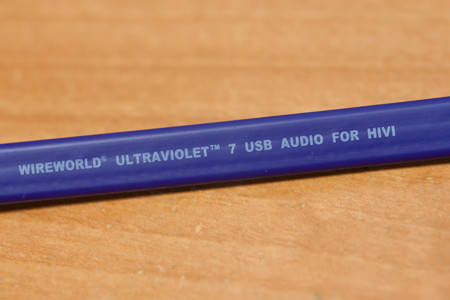 WIREWORLD® ULTRAVIOLET™ 7 USB AUDIO FOR HIVI